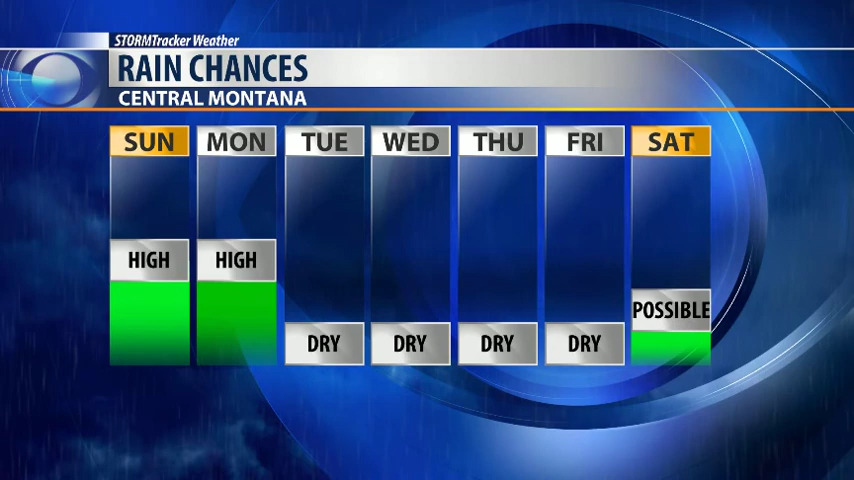 STORMTracker Weather
RAIN CHANCES
CENTRAL MONTANA
SUN MON TUE WED THU FRI SAT
HIGH HIGH DRY DRY DRY DRY POSSIBLE